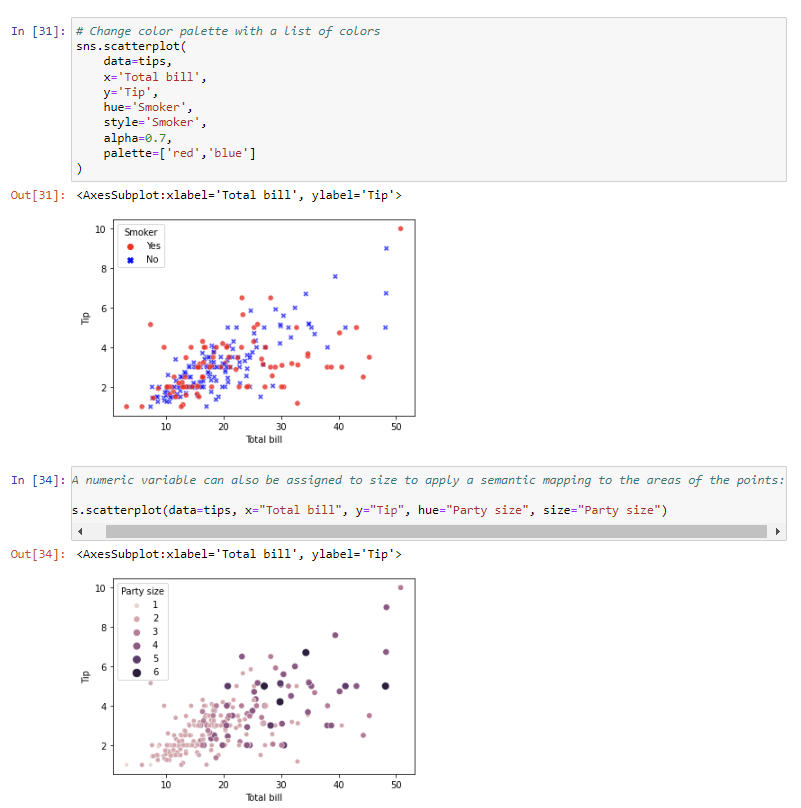 In [31]: # Change color palette with a list of colors
sns.scatterplot(
data=tips,
x='Total bill',
y='Tip',
hue='Smoker',
style='Smoker',
alpha=0.7,
palette=['red','blue']
)
Out[31]: <AxesSubplot:xlabel='Total bill', ylabel='Tip'>
10
8
6
4
2
Tip
Smoker
Yes
No
10 20 30 40 50
Total bill
In [34]: A numeric variable can also be assigned to size to apply a semantic mapping to the areas of the points:
s.scatterplot(data=tips, x="Total bill", y="Tip", hue="Party size", size="Party size")
Out[34]: <AxesSubplot:xlabel='Total bill', ylabel='Tip'>
10
8
6
4
2
Tip
Party size
1
2
3
4
5
6
10 20 30 40 50
Total bill